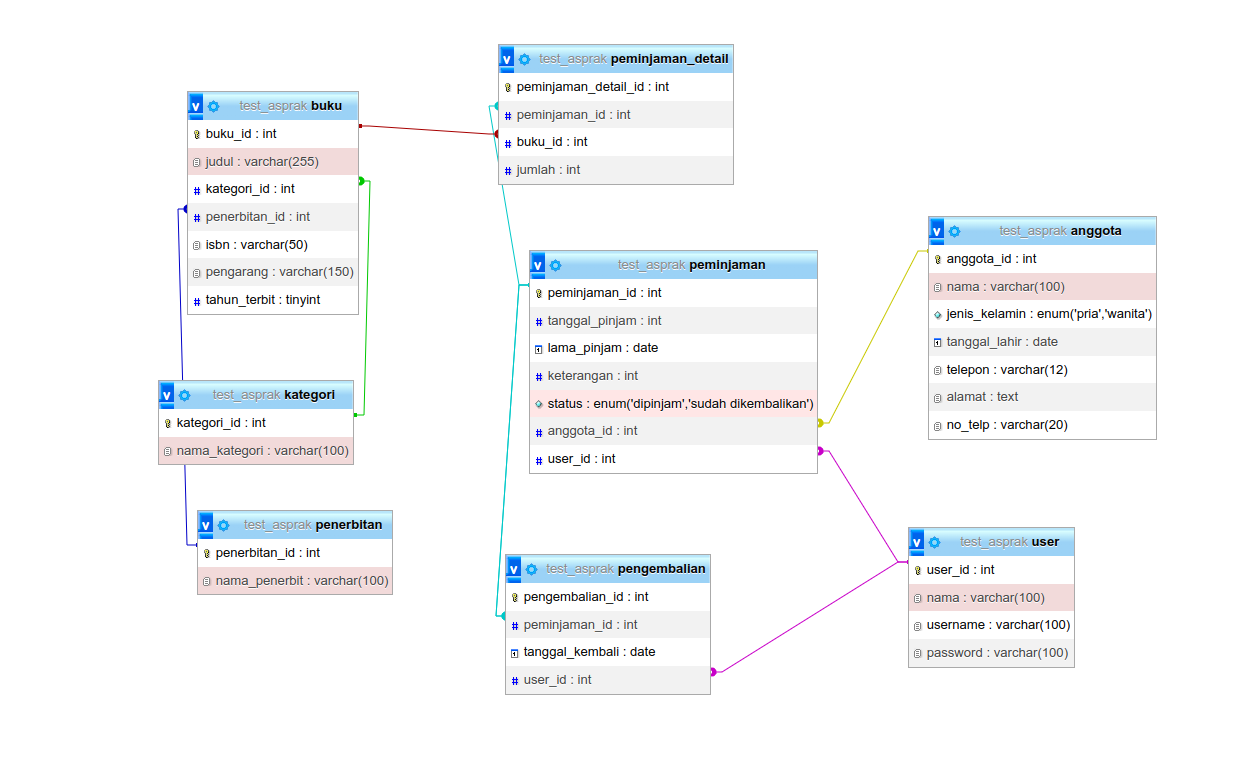 test_asprak peminjaman_detail
peminjaman_detail_id : int
peminjaman_id : int
buku_id : int
jumlah : int
test_asprak buku
buku_id : int
judul : varchar(255)
kategori_id : int
penerbitan_id : int
isbn : varchar(50)
pengarang : varchar(150)
tahun_terbit : tinyint
test_asprak anggota
anggota_id : int
nama : varchar(100)
jenis_kelamin : enum('pria','wanita')
tanggal_lahir : date
telepon : varchar(12)
alamat : text
no_telp : varchar(20)
test_asprak peminjaman
peminjaman_id : int
tanggal_pinjam : int
lama_pinjam : date
keterangan : int
status : enum('dipinjam','sudah dikembalikan')
anggota_id : int
user_id : int
test_asprak kategori
kategori_id : int
nama_kategori : varchar(100)
test_asprak penerbitan
penerbitan_id : int
nama_penerbit : varchar(100)
test_asprak pengembalian
pengembalian_id : int
peminjaman_id : int
tanggal_kembali : date
user_id : int
test_asprak user
user_id : int
nama : varchar(100)
username : varchar(100)
password : varchar(100)